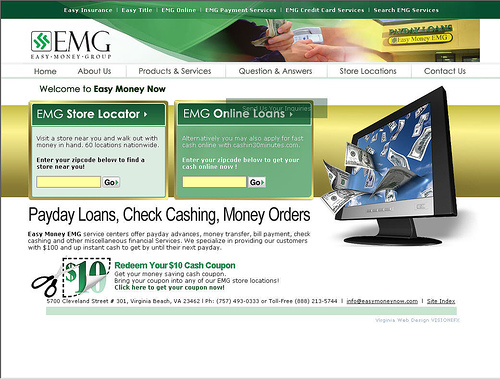 Easy Insurance | Easy Title | EMG Online | EMG Payment Services | EMG Credit Card Services | Search EMG Services
EMG
EASY·MONEY·GROUP
PAYDAY LOANS
Easy Money EMG
Home About Us Products & Services Question & Answers Store Locations Contact Us
Welcome to Easy Money Now
EMG Store Locator
EMG Online Loans
Send Us Your Inquiries
Visit a store near you and walk out with
money in hand. 60 locations nationwide.
Enter your zipcode below to find a
store near you!
Go
Alternatively you may also apply for fast
cash online with cashin30minutes.com.
Enter your zipcode below to get your
cash online now !
Go
Payday Loans, Check Cashing, Money Orders
Easy Money EMG service centers offer payday advances, money transfer, bill payment, check
cashing and other miscellaneous financial Services. We specialize in providing our customers
with $100 and up instant cash to get by until their next payday.
$10
Redeem Your $10 Cash Coupon
Get your money saving cash coupon.
Bring your coupon into any of our EMG store locations!
Click here to get your coupon now!
5700 Cleveland Street # 301, Virginia Beach, VA 23462 I Ph: (757) 493-0333 or Toll-Free (888) 213-5744 | info@easymoneynow.com | Site Index
Virginia Web Design VISIONEFX